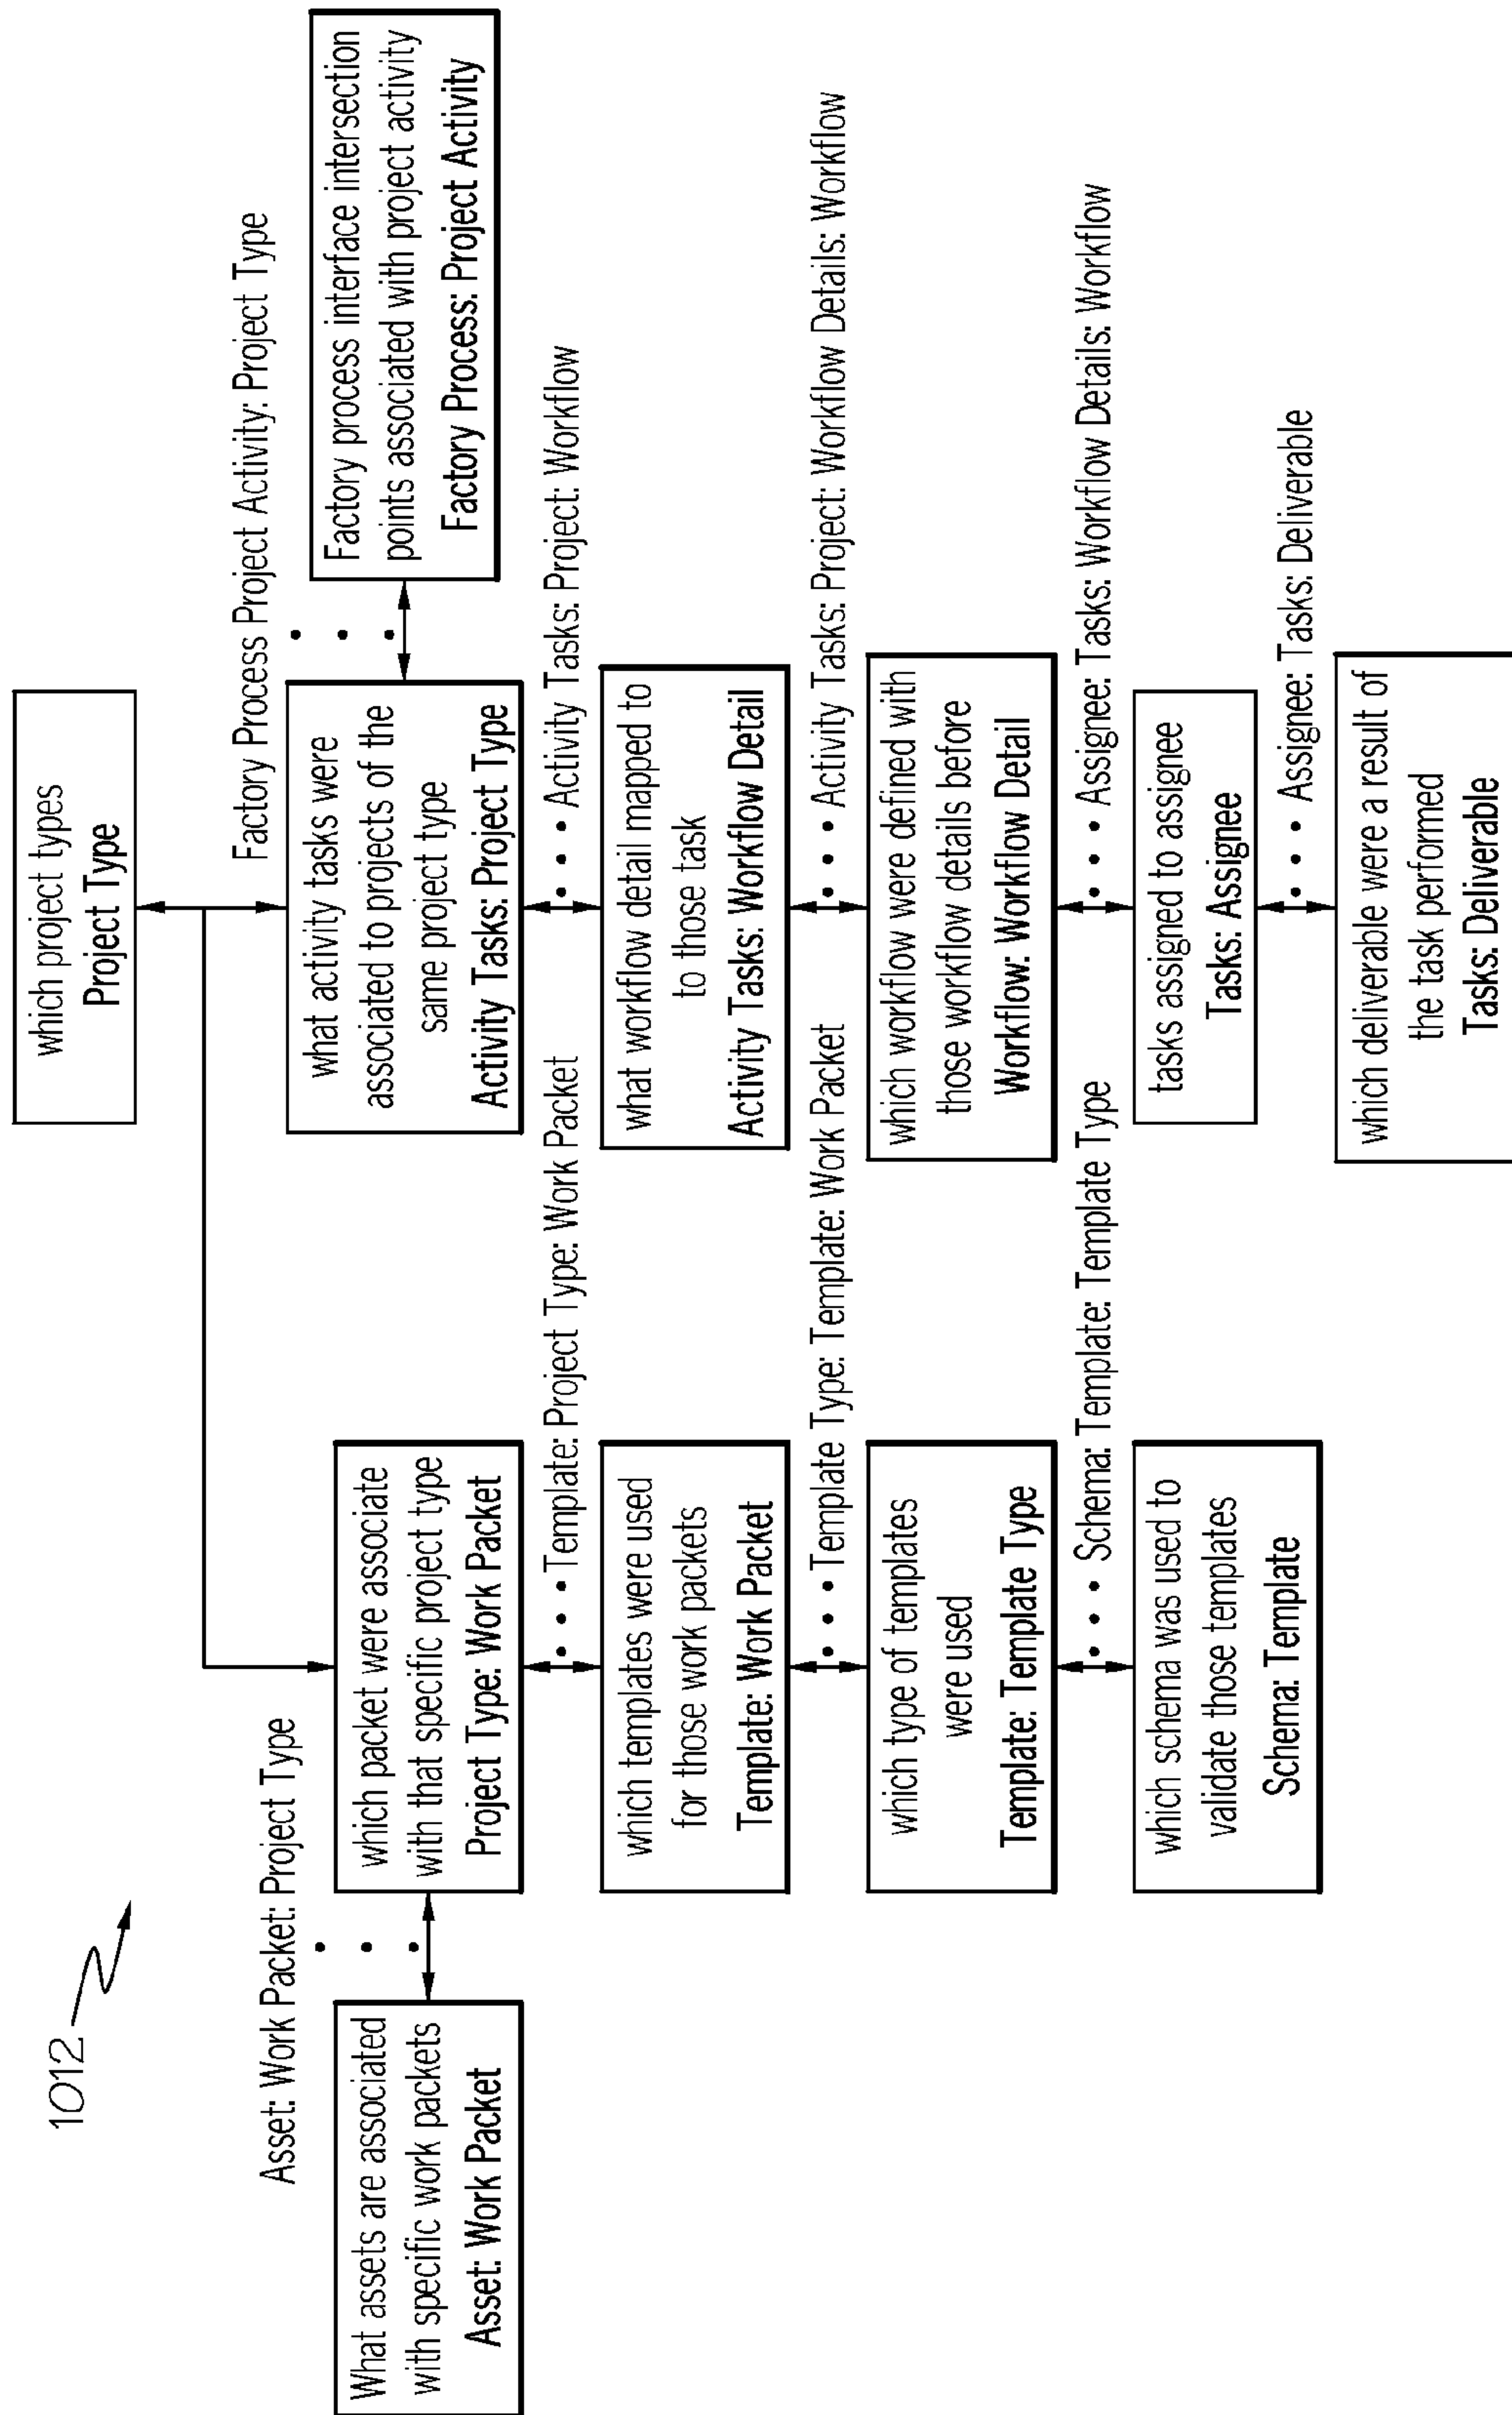 1012
which project types
Project Type
Asset: Work Packet: Project Type
Factory Process Project Activity: Project Type
What assets are associated
with specific work packets
Asset: Work Packet
which packet were associate
with that specific project type
Project Type: Work Packet
what activity tasks were
associated to projects of the
same project type
Activity Tasks: Project Type
Factory process interface intersection
points associated with project activity
Factory Process: Project Activity
Template: Project Type: Work Packet
Activity Tasks: Project: Workflow
which templates were used
for those work packets
Template: Work Packet
what workflow detail mapped to
to those task
Activity Tasks: Workflow Detail
Template Type: Template: Work Packet
Activity Tasks: Project: Workflow Details: Workflow
which type of templates
were used
Template: Template Type
which workflow were defined with
those workflow details before
Workflow: Workflow Detail
Schema: Template: Template Type
Assignee: Tasks: Workflow Details: Workflow
which schema was used to
validate those templates
Schema: Template
tasks assigned to assignee
Tasks: Assignee
Assignee: Tasks: Deliverable
which deliverable were a result of
the task performed
Tasks: Deliverable